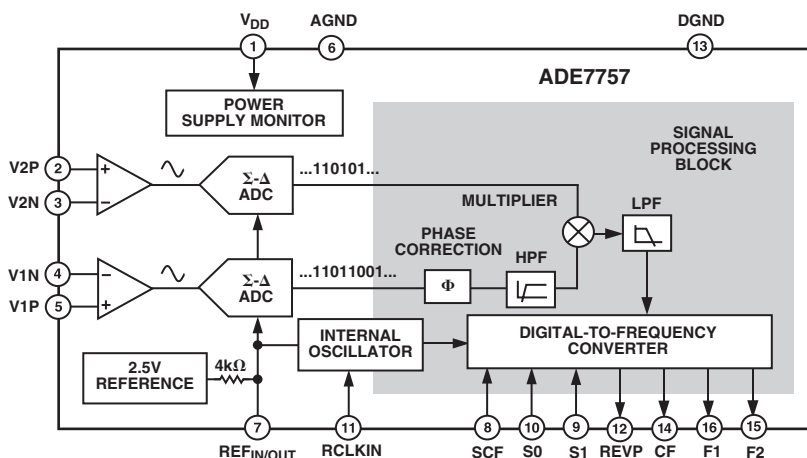 V_DD AGND DGND
1 6 13
ADE7757
POWER
SUPPLY MONITOR
SIGNAL
PROCESSING
BLOCK
V2P 2 + Σ-Δ
ADC ...110101...
V2N 3 −
MULTIPLIER LPF
PHASE
CORRECTION
HPF
V1N 4 − Σ-Δ
ADC ...11011001... Φ
V1P 5 +
INTERNAL
OSCILLATOR
DIGITAL-TO-FREQUENCY
CONVERTER
2.5V
REFERENCE
4kΩ
7 11 8 10 9 12 14 16 15
REF_IN/OUT RCLKIN SCF S0 S1 REVP CF F1 F2